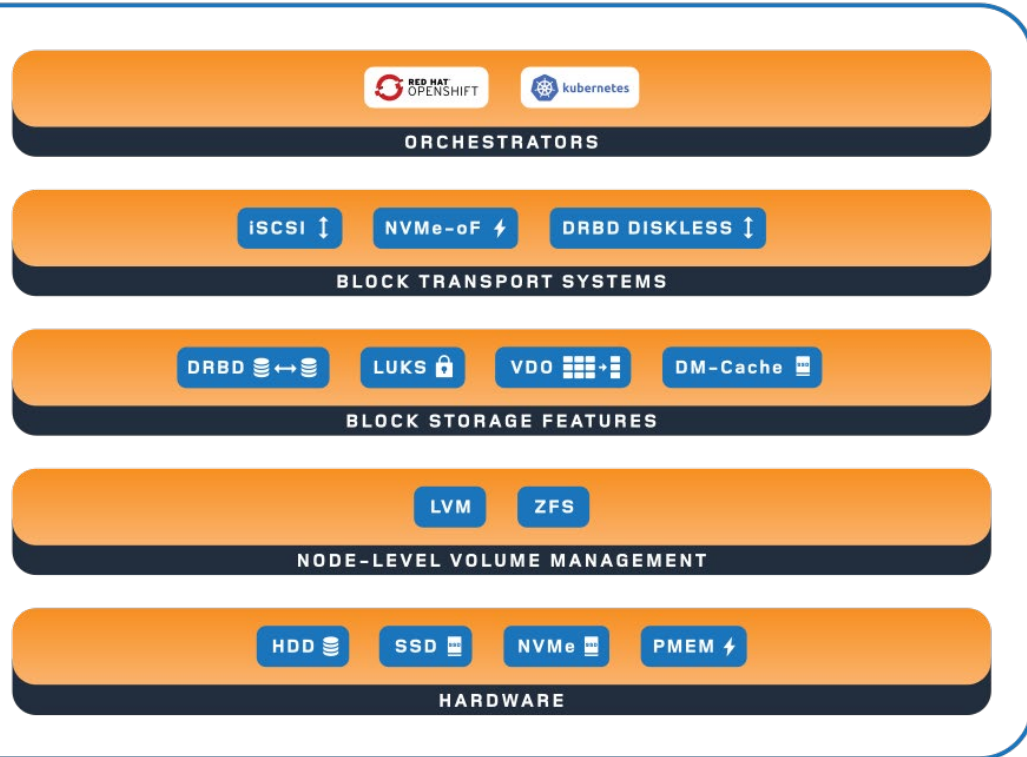 RED HAT
OPENSHIFT
kubernetes
ORCHESTRATORS
iSCSI NVMe-oF DRBD DISKLESS
BLOCK TRANSPORT SYSTEMS
DRBD LUKS VDO DM-Cache
BLOCK STORAGE FEATURES
LVM ZFS
NODE-LEVEL VOLUME MANAGEMENT
HDD SSD NVMe PMEM
HARDWARE